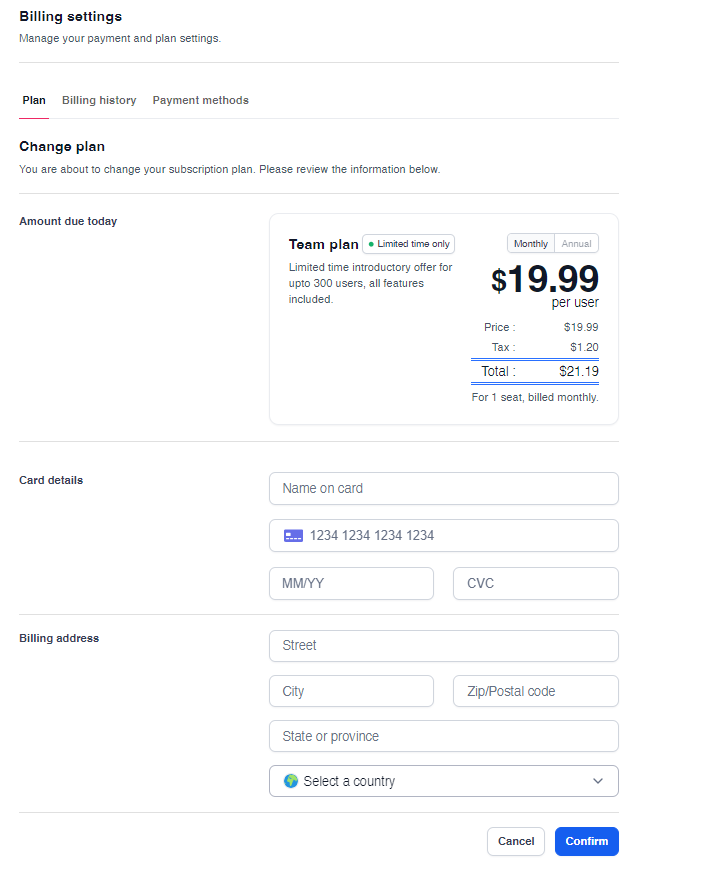 Billing settings
Manage your payment and plan settings.
Plan Billing history Payment methods
Change plan
You are about to change your subscription plan. Please review the information below.
Amount due today
Team plan Limited time only
Limited time introductory offer for
upto 300 users, all features
included.
Monthly Annual
$19.99
per user
Price : $19.99
Tax : $1.20
Total : $21.19
For 1 seat, billed monthly.
Card details
Name on card
1234 1234 1234 1234
MM/YY CVC
Billing address
Street
City Zip/Postal code
State or province
Select a country
Cancel Confirm